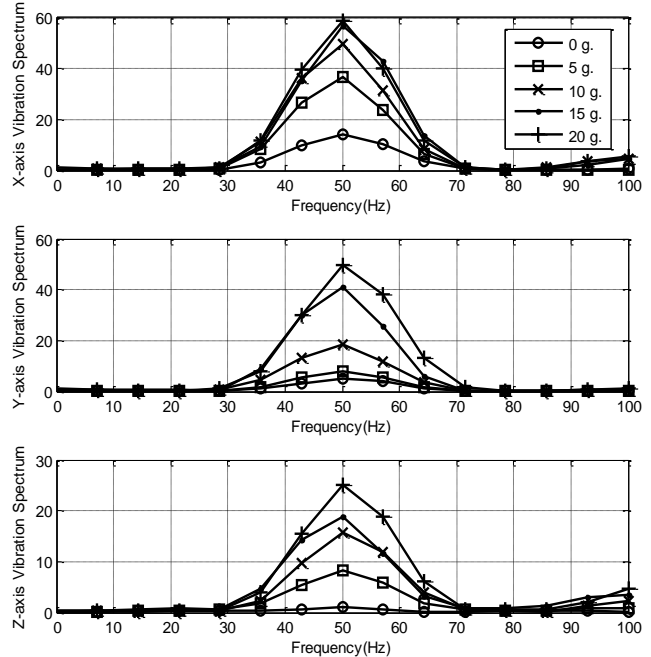 X-axis Vibration Spectrum
60
40
20
0
0 10 20 30 40 50 60 70 80 90 100
Frequency(Hz)
0 g.
5 g.
10 g.
15 g.
20 g.
Y-axis Vibration Spectrum
60
40
20
0
0 10 20 30 40 50 60 70 80 90 100
Frequency(Hz)
Z-axis Vibration Spectrum
30
20
10
0
0 10 20 30 40 50 60 70 80 90 100
Frequency(Hz)